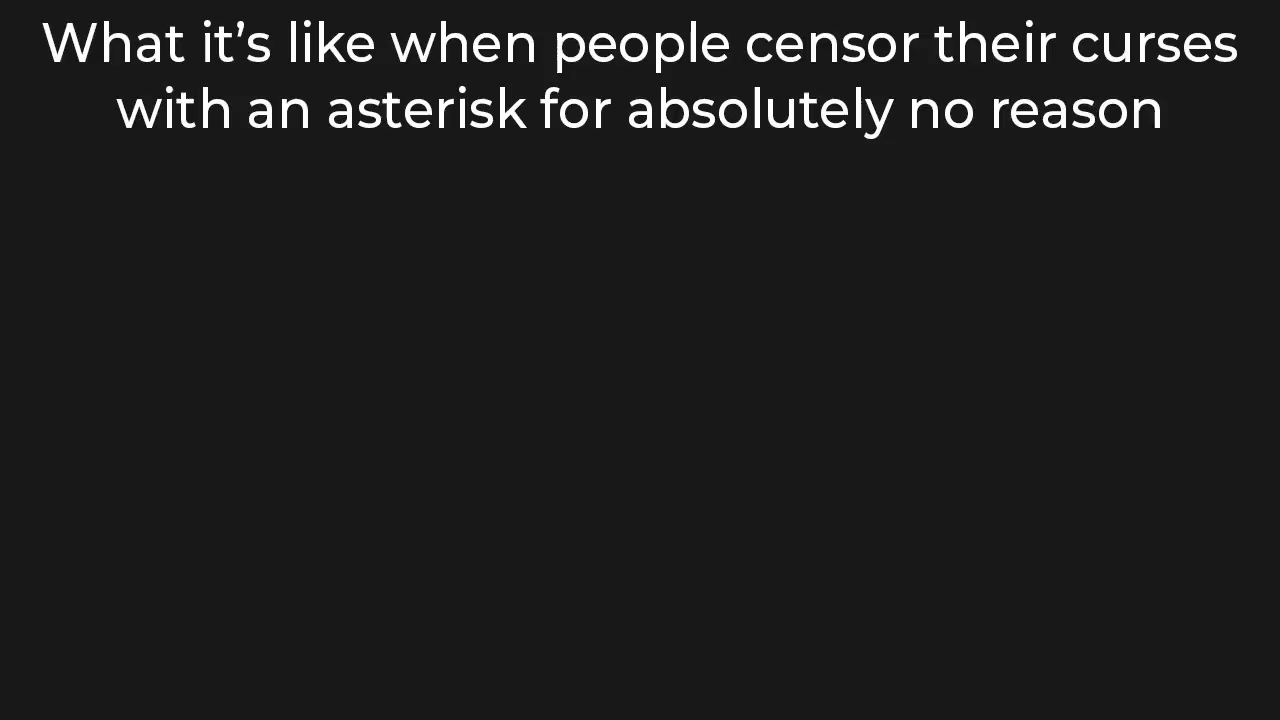 What it’s like when people censor their curses
with an asterisk for absolutely no reason